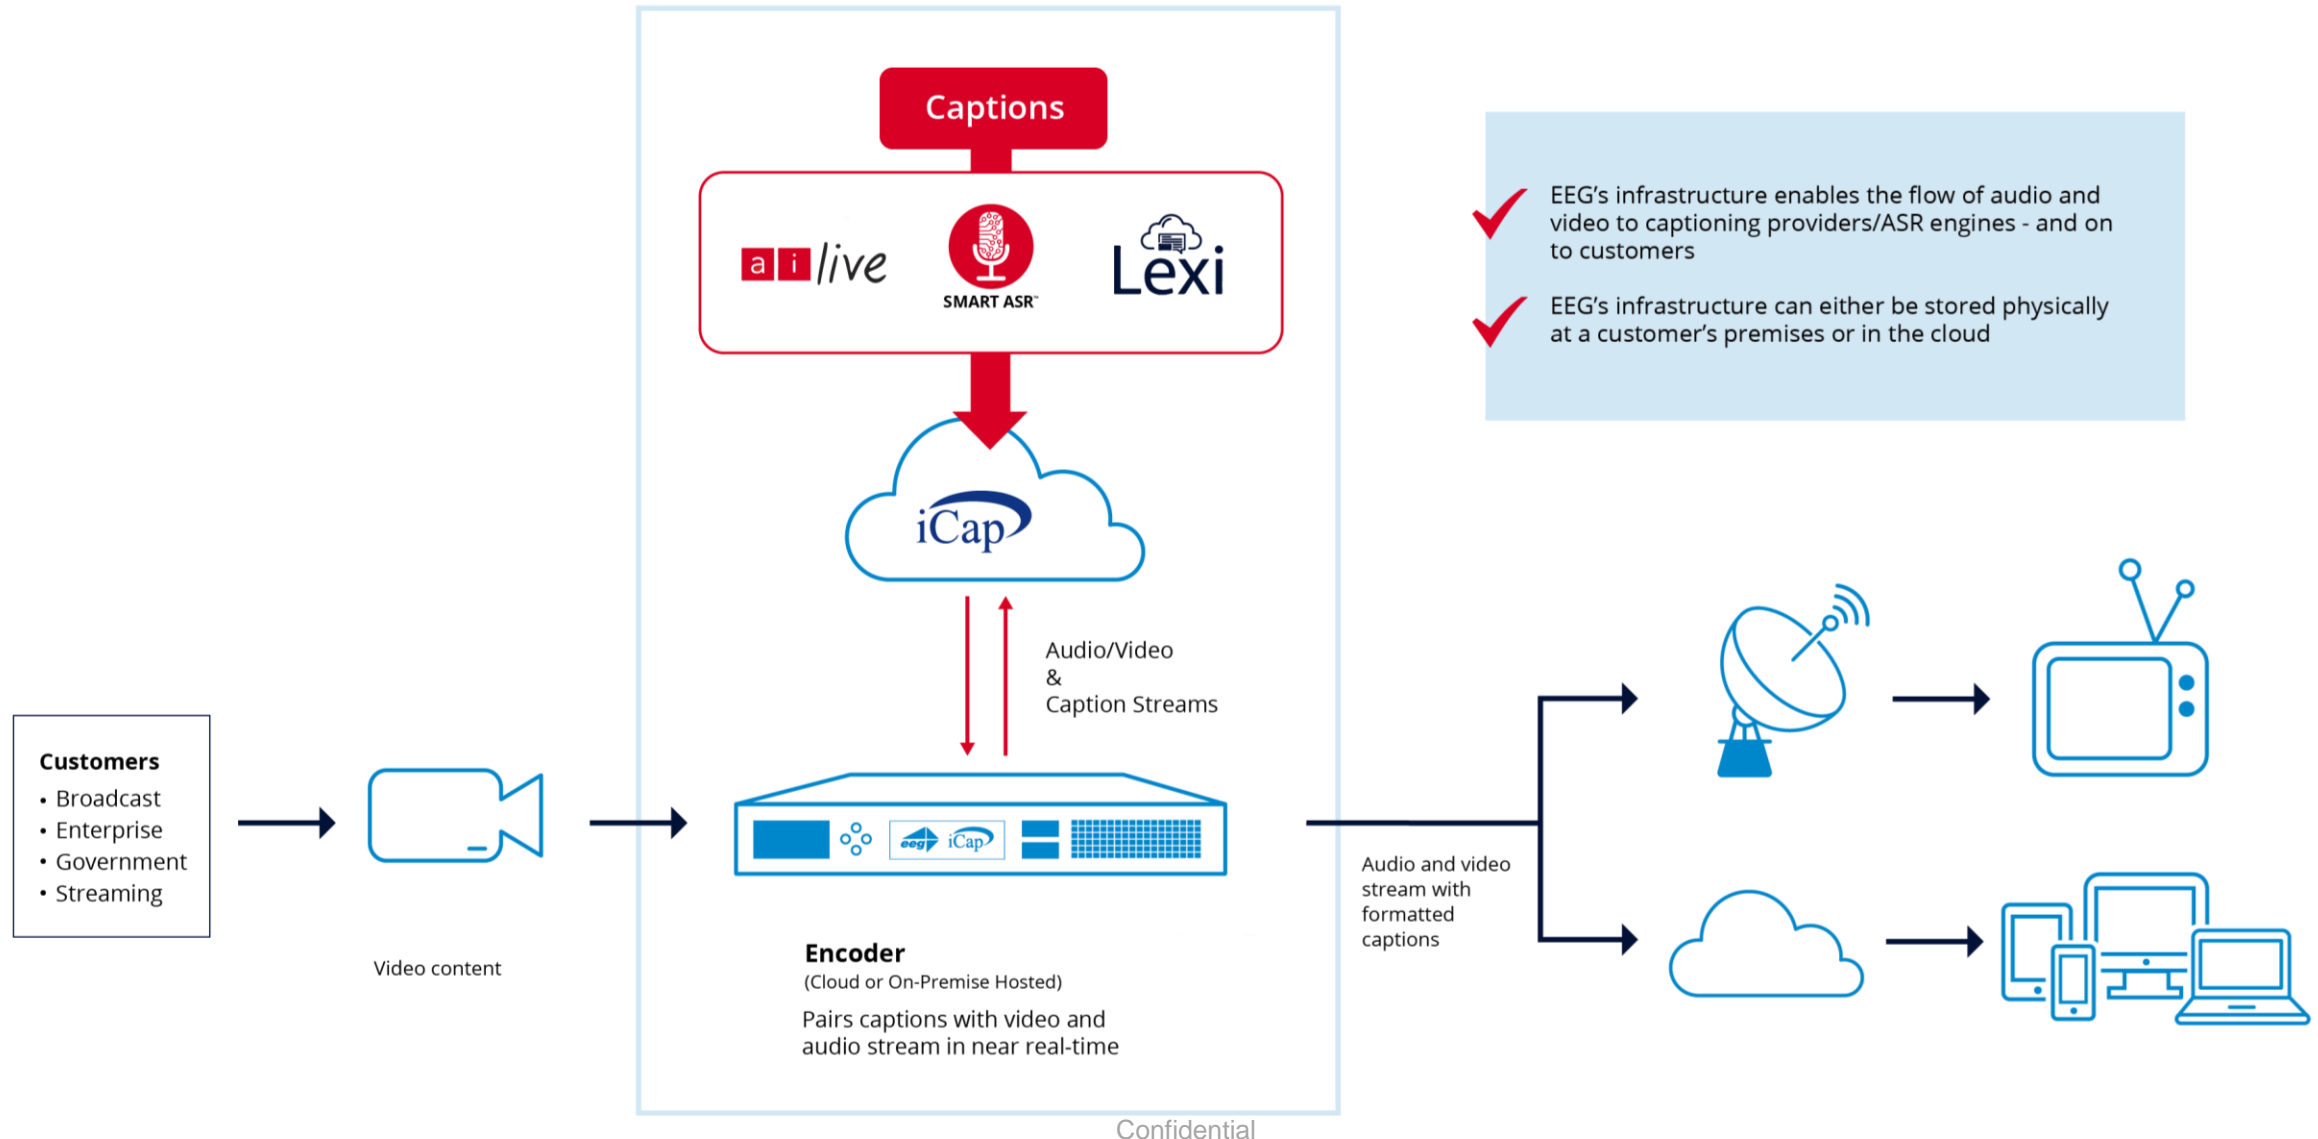 Captions
ai live
SMART ASR™
Lexi
EEG's infrastructure enables the flow of audio and
video to captioning providers/ASR engines - and on
to customers
EEG's infrastructure can either be stored physically
at a customer's premises or in the cloud
iCap
Audio/Video
&
Caption Streams
Customers
• Broadcast
• Enterprise
• Government
• Streaming
Video content
eeg iCap
Encoder
(Cloud or On-Premise Hosted)
Pairs captions with video and
audio stream in near real-time
Audio and video
stream with
formatted
captions
Confidential